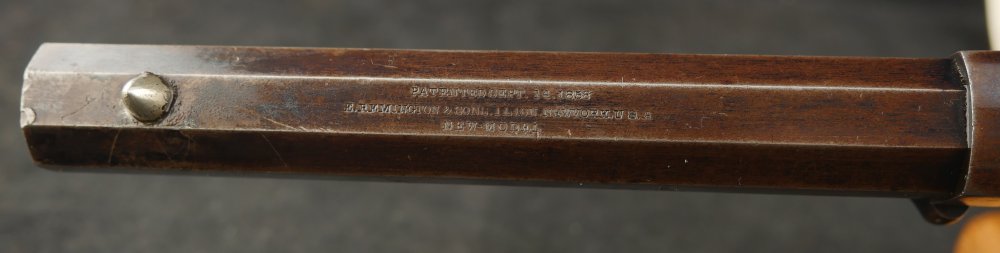 PATENTED SEPT. 14, 1858
E. REMINGTON & SONS, ILION, NEW YORK, U.S.A.
NEW MODEL